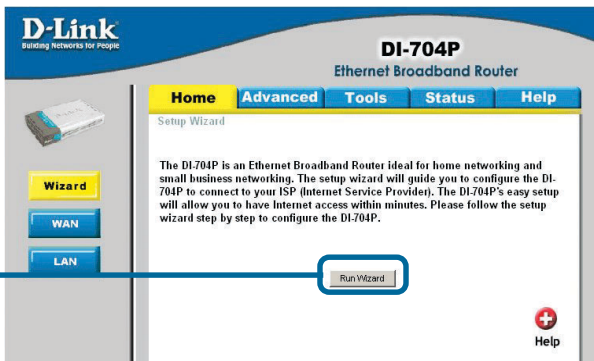 D-Link
Building Networks for People
DI-704P
Ethernet Broadband Router
Home
Advanced
Tools
Status
Help
Setup Wizard
The DI-704P is an Ethernet Broadband Router ideal for home networking and
small business networking. The setup wizard will guide you to configure the DI-
704P to connect to your ISP (Internet Service Provider). The DI-704P's easy setup
will allow you to have Internet access within minutes. Please follow the setup
wizard step by step to configure the DI-704P.
Wizard
WAN
LAN
Run Wizard
Help